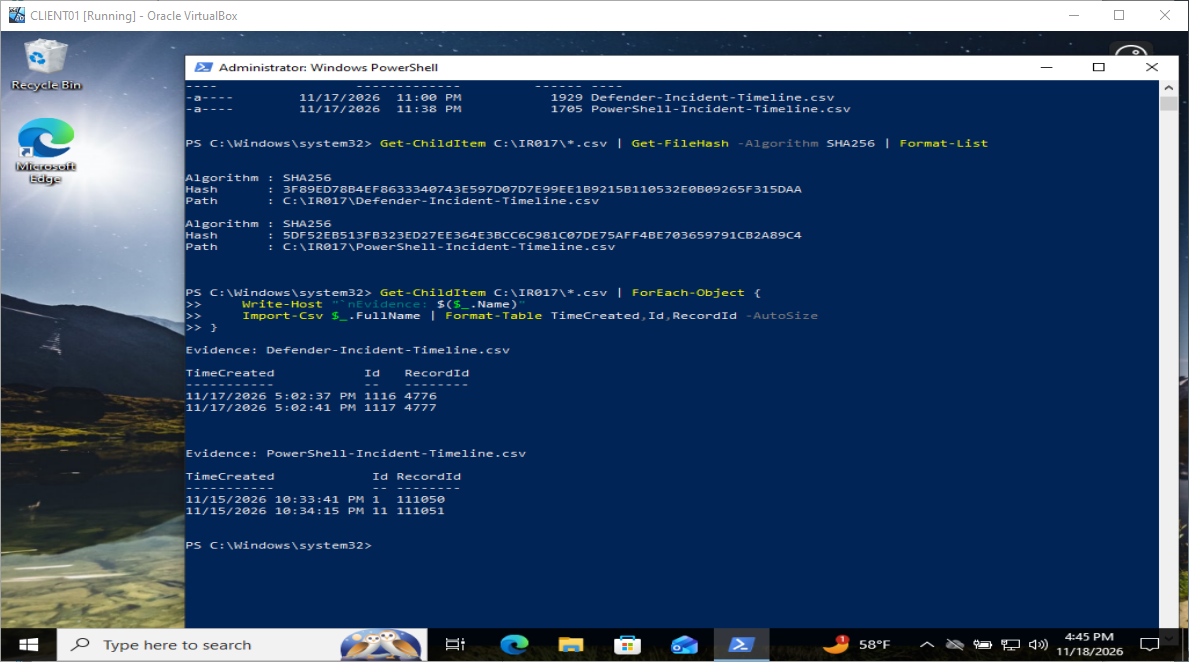 CLIENT01 [Running] - Oracle VirtualBox
Recycle Bin
Microsoft
Edge
Administrator: Windows PowerShell
---- ------------- ------ ----
-a---- 11/17/2026 11:00 PM 1929 Defender-Incident-Timeline.csv
-a---- 11/17/2026 11:38 PM 1705 PowerShell-Incident-Timeline.csv
PS C:\Windows\system32> Get-ChildItem C:\IR017\*.csv | Get-FileHash -Algorithm SHA256 | Format-List
Algorithm : SHA256
Hash : 3F89ED78B4EF8633340743E597D07D7E99EE1B9215B110532E0B09265F315DAA
Path : C:\IR017\Defender-Incident-Timeline.csv
Algorithm : SHA256
Hash : 5DF52EB513FB323ED27EE364E3BCC6C981C07DE75AFF4BE703659791CB2A89C4
Path : C:\IR017\PowerShell-Incident-Timeline.csv
PS C:\Windows\system32> Get-ChildItem C:\IR017\*.csv | ForEach-Object {
>> Write-Host "`nEvidence: $($_.Name)"
>> Import-Csv $_.FullName | Format-Table TimeCreated,Id,RecordId -AutoSize
>> }
Evidence: Defender-Incident-Timeline.csv
TimeCreated Id RecordId
----------- -- --------
11/17/2026 5:02:37 PM 1116 4776
11/17/2026 5:02:41 PM 1117 4777
Evidence: PowerShell-Incident-Timeline.csv
TimeCreated Id RecordId
----------- -- --------
11/15/2026 10:33:41 PM 1 111050
11/15/2026 10:34:15 PM 11 111051
PS C:\Windows\system32>
Type here to search
1
58°F
4:45 PM
11/18/2026